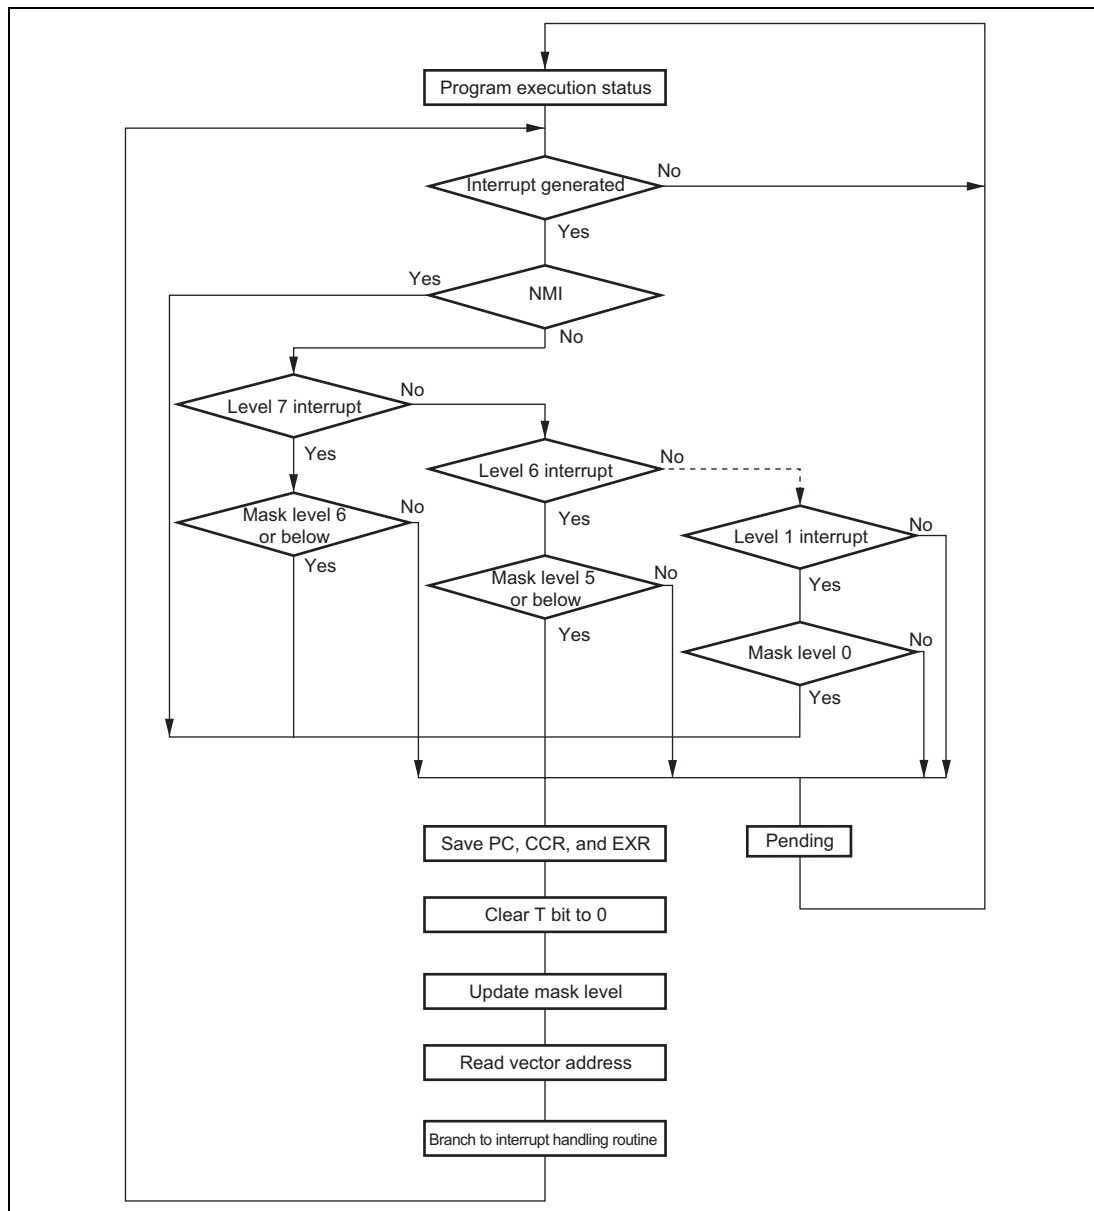 Program execution status
Interrupt generated
No
Yes
Yes
NMI
No
Level 7 interrupt
No
Yes
Level 6 interrupt
No
Yes
Mask level 6
or below
No
Yes
Level 1 interrupt
No
Yes
Mask level 5
or below
No
Yes
Mask level 0
No
Yes
Save PC, CCR, and EXR
Pending
Clear T bit to 0
Update mask level
Read vector address
Branch to interrupt handling routine